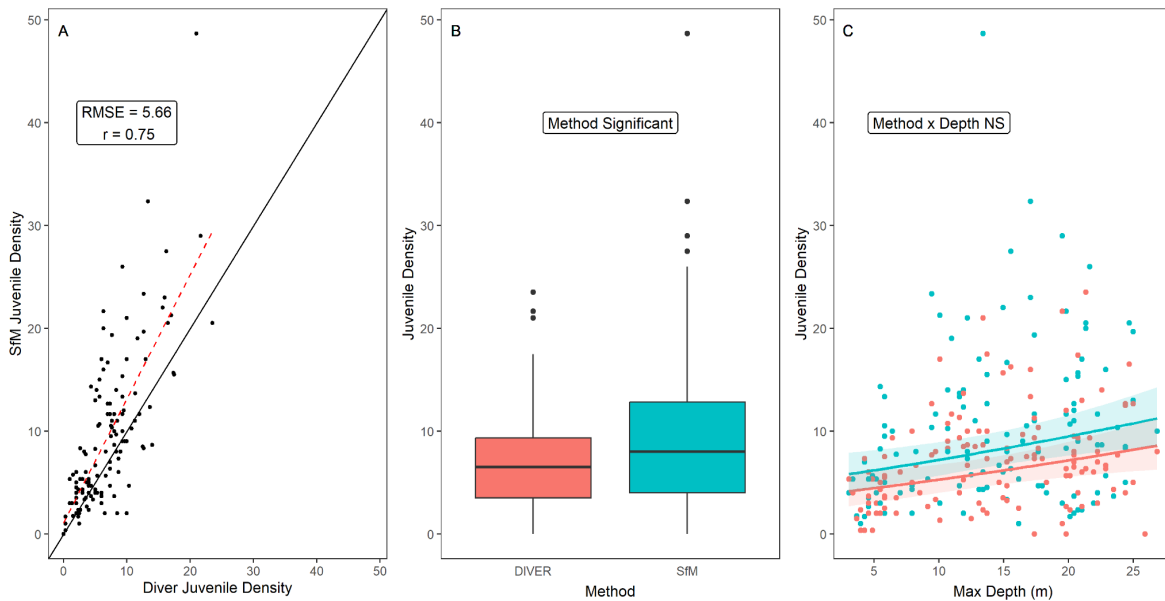 A
RMSE = 5.66
r = 0.75
SfM Juvenile Density
50
40
30
20
10
0
0
10
20
30
40
50
Diver Juvenile Density
B
Method Significant
Juvenile Density
50
40
30
20
10
0
DIVER
SfM
Method
C
Method x Depth NS
Juvenile Density
50
40
30
20
10
0
5
10
15
20
25
Max Depth (m)